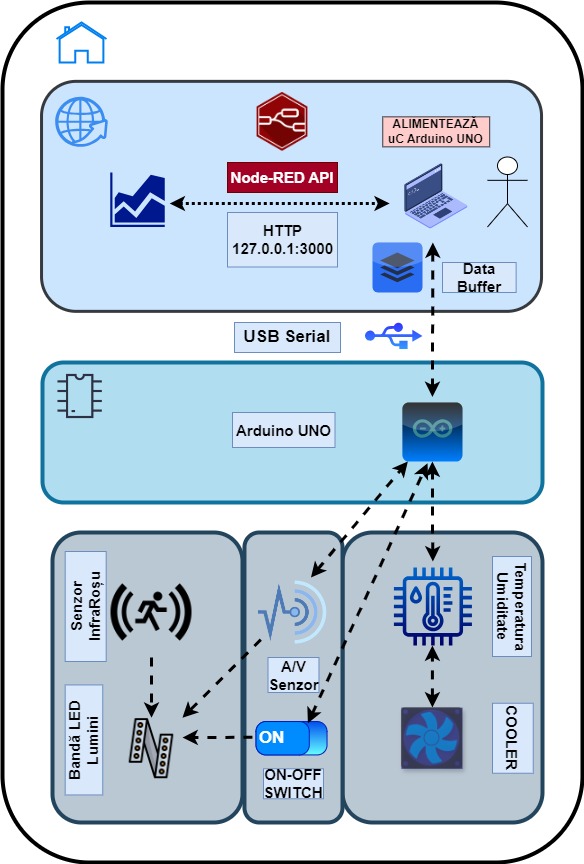 ALIMENTEAZĂ
uC Arduino UNO
Node-RED API
HTTP
127.0.0.1:3000
Data
Buffer
USB Serial
Arduino UNO
Senzor
InfraRoșu
Temperatura
Umiditate
A/V
Senzor
Bandă LED
Lumini
ON
COOLER
ON-OFF
SWITCH